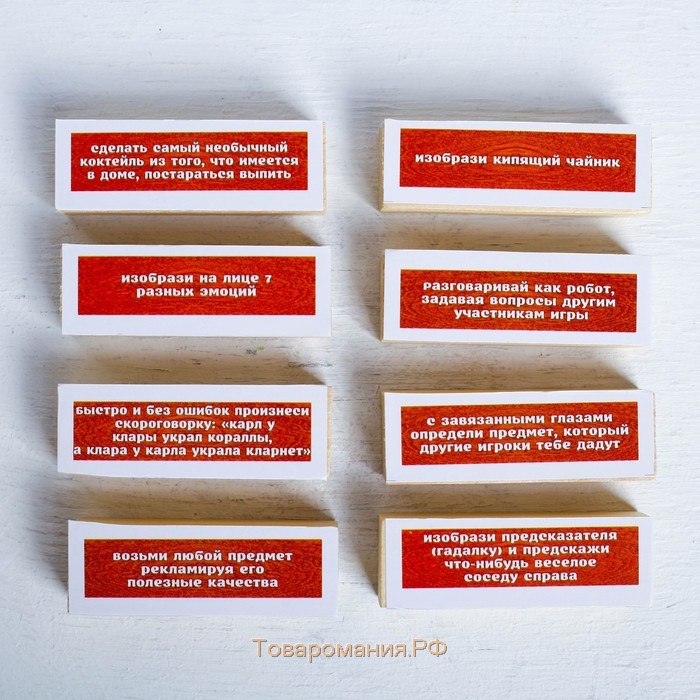 сделать самый необычный
коктейль из того, что имеется
в доме, постараться выпить
изобрази кипящий чайник
изобрази на лице 7
разных эмоций
разговаривай как робот,
задавая вопросы другим
участникам игры
быстро и без ошибок произнеси
скороговорку: «карл у
клары украл кораллы,
а клара у карла украла кларнет»
с завязанными глазами
определи предмет, который
другие игроки тебе дадут
возьми любой предмет
рекламируя его
полезные качества
изобрази предсказателя
(гадалку) и предскажи
что-нибудь веселое
соседу справа
Товаромания.РФ